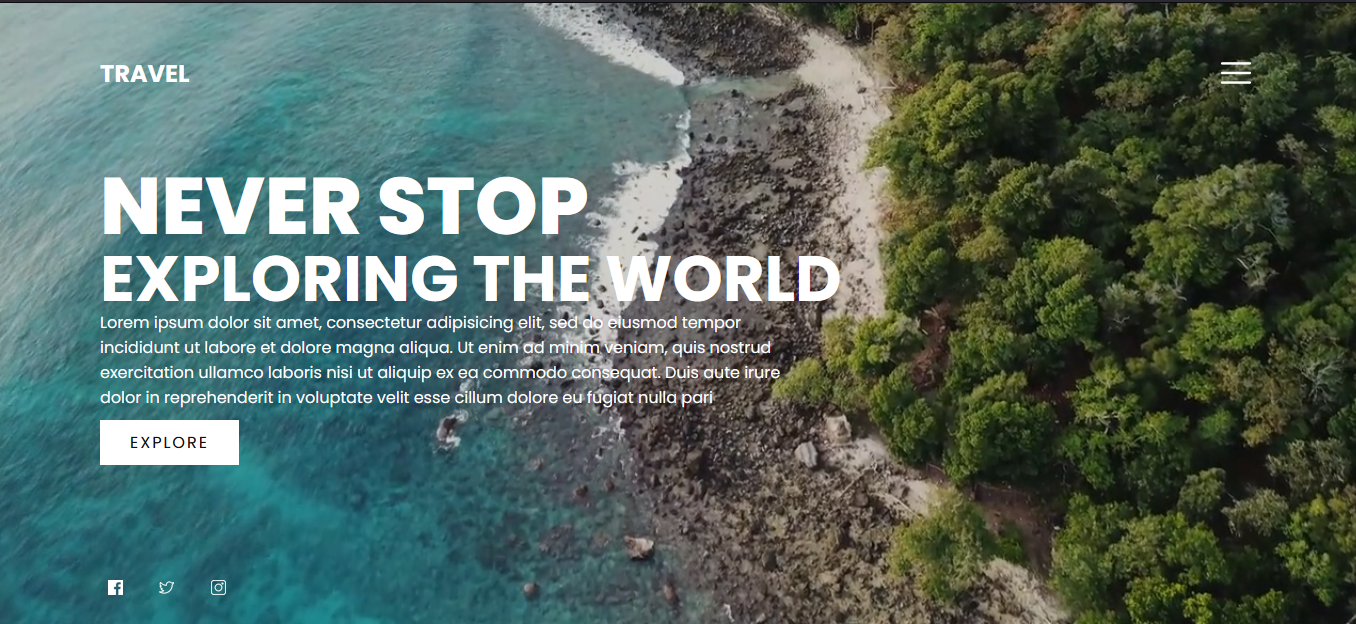 TRAVEL
NEVER STOP
EXPLORING THE WORLD
Lorem ipsum dolor sit amet, consectetur adipisicing elit, sed do eiusmod tempor
incididunt ut labore et dolore magna aliqua. Ut enim ad minim veniam, quis nostrud
exercitation ullamco laboris nisi ut aliquip ex ea commodo consequat. Duis aute irure
dolor in reprehenderit in voluptate velit esse cillum dolore eu fugiat nulla pari
EXPLORE